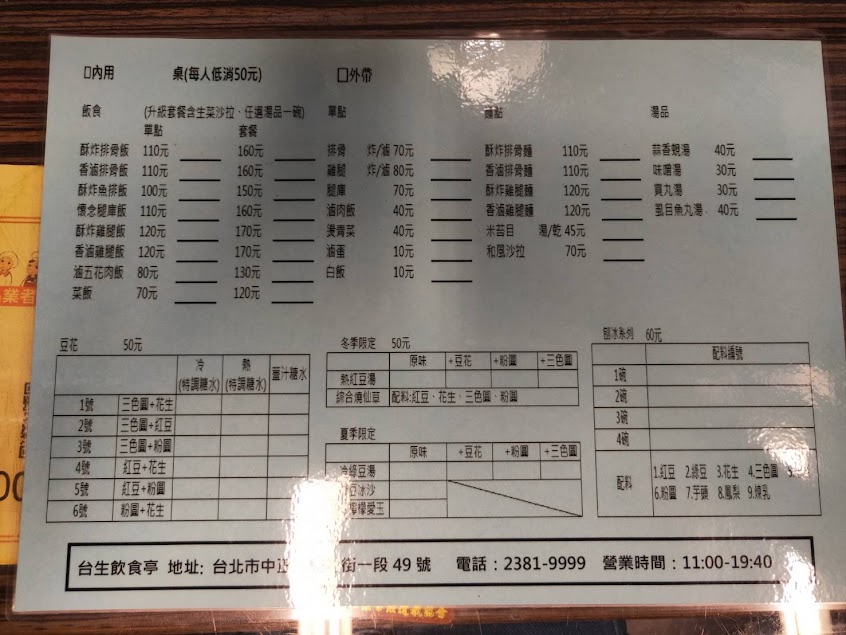 內用 桌(每人低消50元) 外帶
飯食 (升級套餐含生菜沙拉、任選湯品一碗) 單點 點 湯品
單點 套餐
酥炸排骨飯 110元 160元 排骨 炸/滷 70元 酥炸排骨麵 110元 蒜香蜆湯 40元
香滷排骨飯 110元 160元 雞腿 炸/滷 80元 香滷排骨麵 110元 味噌湯 30元
酥炸魚排飯 100元 150元 腿庫 70元 酥炸雞腿麵 120元 貢丸湯 30元
懷念腿庫飯 110元 160元 滷肉飯 40元 香滷雞腿麵 120元 虱目魚丸湯 40元
酥炸雞腿飯 120元 170元 燙青菜 40元 米苔目 湯/乾 45元
香滷雞腿飯 120元 170元 滷蛋 10元 和風沙拉 70元
滷五花肉飯 80元 130元 白飯 10元
菜飯 70元 120元
豆花 50元
冷(特調糖水) 熱(特調糖水) 薑汁糖水
1號 三色圓+花生
2號 三色圓+紅豆
3號 三色圓+粉圓
4號 紅豆+花生
5號 紅豆+粉圓
6號 粉圓+花生
冬季限定 50元
原味 +豆花 +粉圓 +三色圓
熱紅豆湯
綜合燒仙草 配料:紅豆、花生、三色圓、粉圓
夏季限定
原味 +豆花 +粉圓 +三色圓
冷綠豆湯
豆冰沙
檸檬愛玉
刨冰系列 60元
配料編號
1碗
2碗
3碗
4碗
配料 1.紅豆 2.綠豆 3.花生 4.三色圓
6.粉圓 7.芋頭 8.鳳梨 9.煉乳
台生飲食亭 地址: 台北市中正 街一段 49 號 電話:2381-9999 營業時間:11:00-19:40
業者